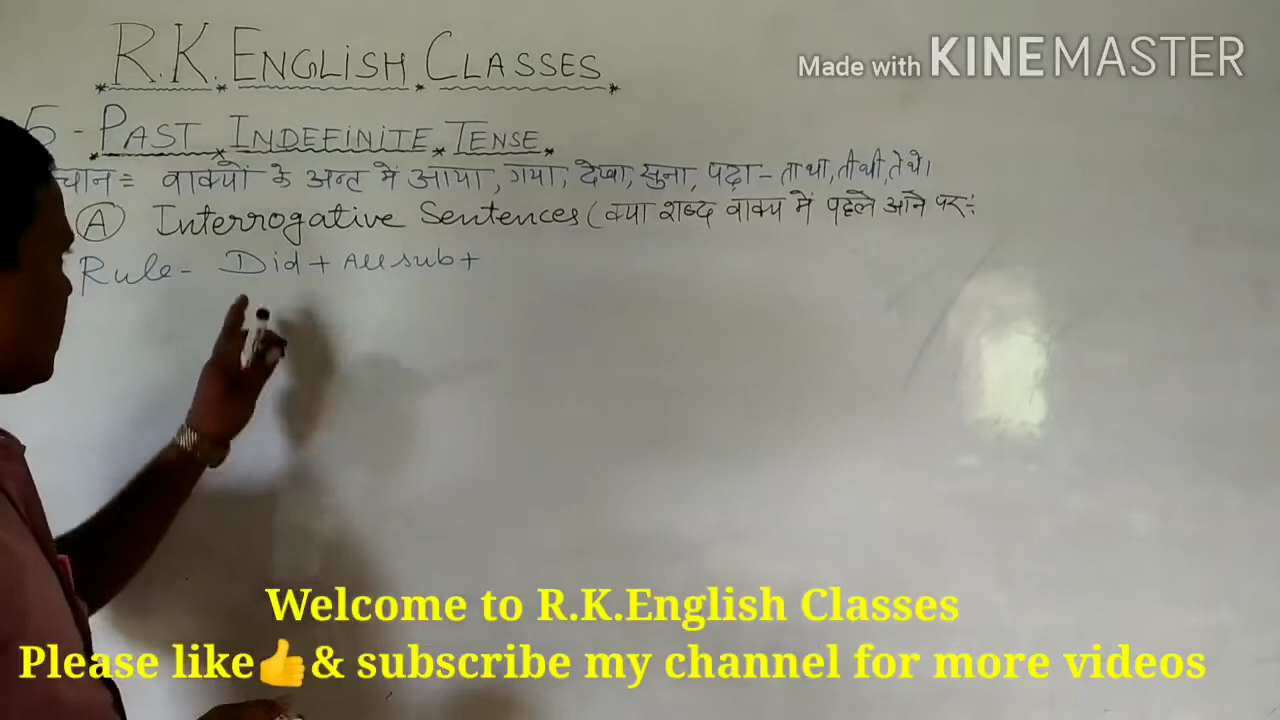 R.K. ENGLISH CLASSES
Made with KINEMASTER
5 - PAST INDEFINITE TENSE
चान = वाक्यों के अन्त में आया, गया, देखा, सुना, पढ़ा - ता था, ती थी, ते थे।
Ⓐ Interrogative Sentences (क्या शब्द वाक्य में पहले आने पर :
Rule - Did + All sub +
Welcome to R.K.English Classes
Please like👍& subscribe my channel for more videos